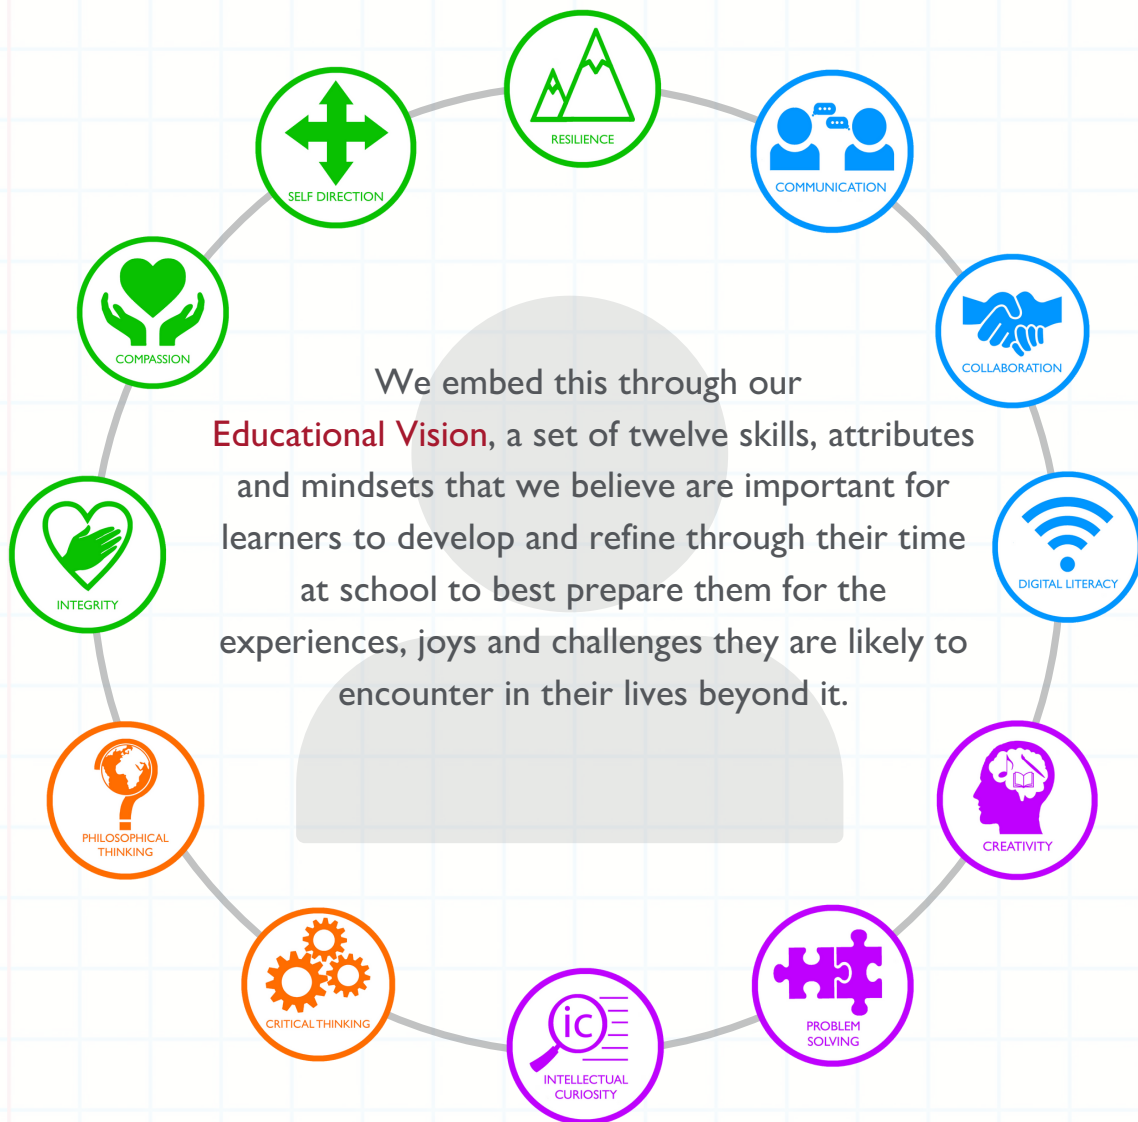 RESILIENCE
COMMUNICATION
COLLABORATION
DIGITAL LITERACY
CREATIVITY
PROBLEM
SOLVING
ic
INTELLECTUAL
CURIOSITY
CRITICAL THINKING
PHILOSOPHICAL
THINKING
INTEGRITY
COMPASSION
SELF DIRECTION
We embed this through our
Educational Vision, a set of twelve skills, attributes
and mindsets that we believe are important for
learners to develop and refine through their time
at school to best prepare them for the
experiences, joys and challenges they are likely to
encounter in their lives beyond it.